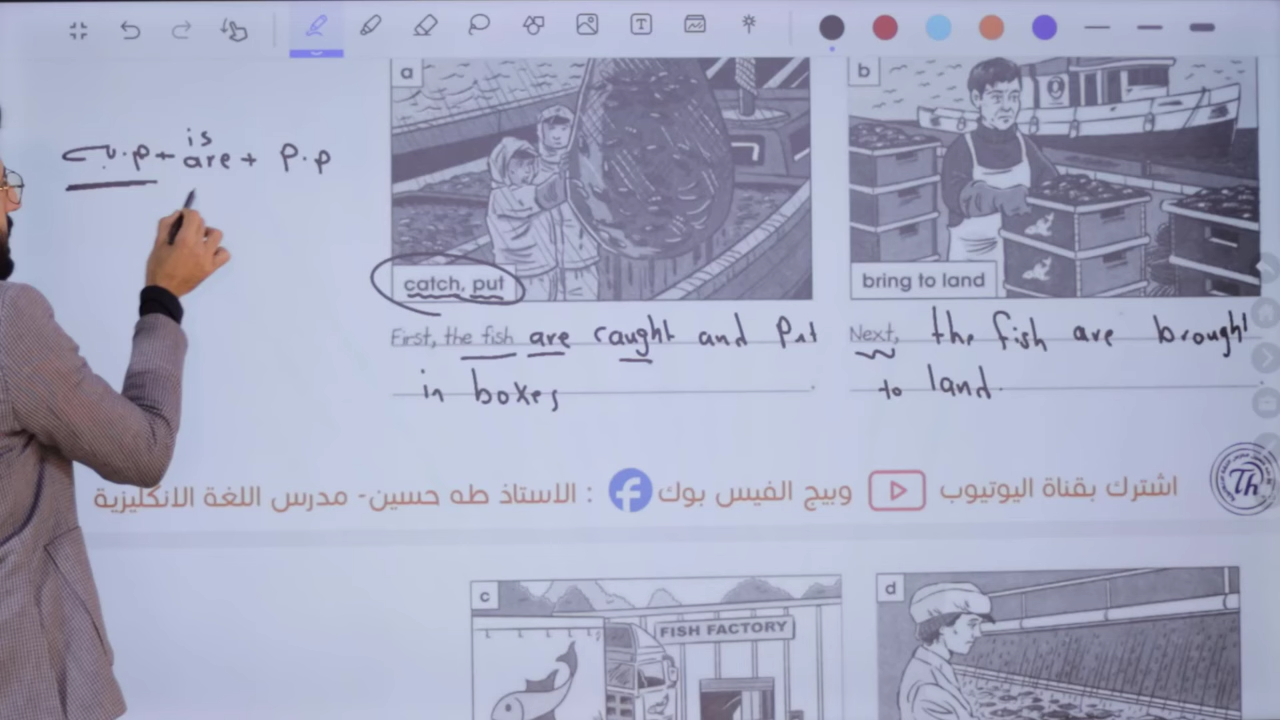 is
are + p.p
a
catch, put
First, the fish are caught and put
in boxes
b
bring to land
Next, the fish are brought
to land.
اشترك بقناة اليوتيوب وبيج الفيس بوك : الاستاذ طه حسين- مدرس اللغة الانكليزية
Th
c
FISH FACTORY
d